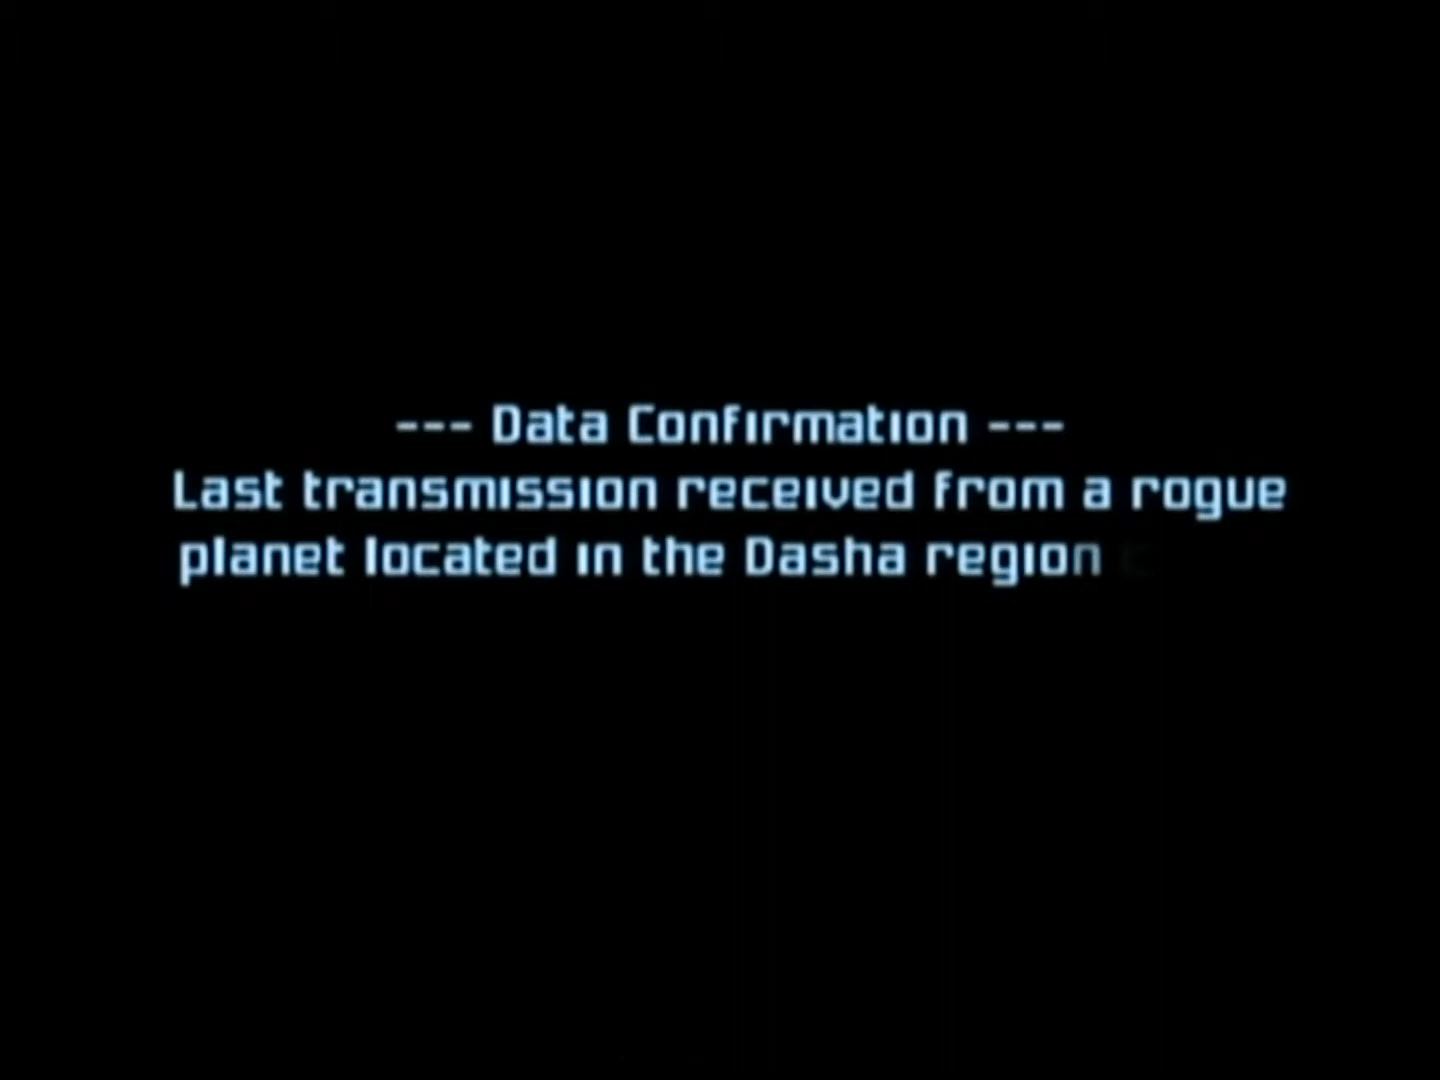 --- Data Confirmation ---
Last transmission received from a rogue
planet located in the Dasha region